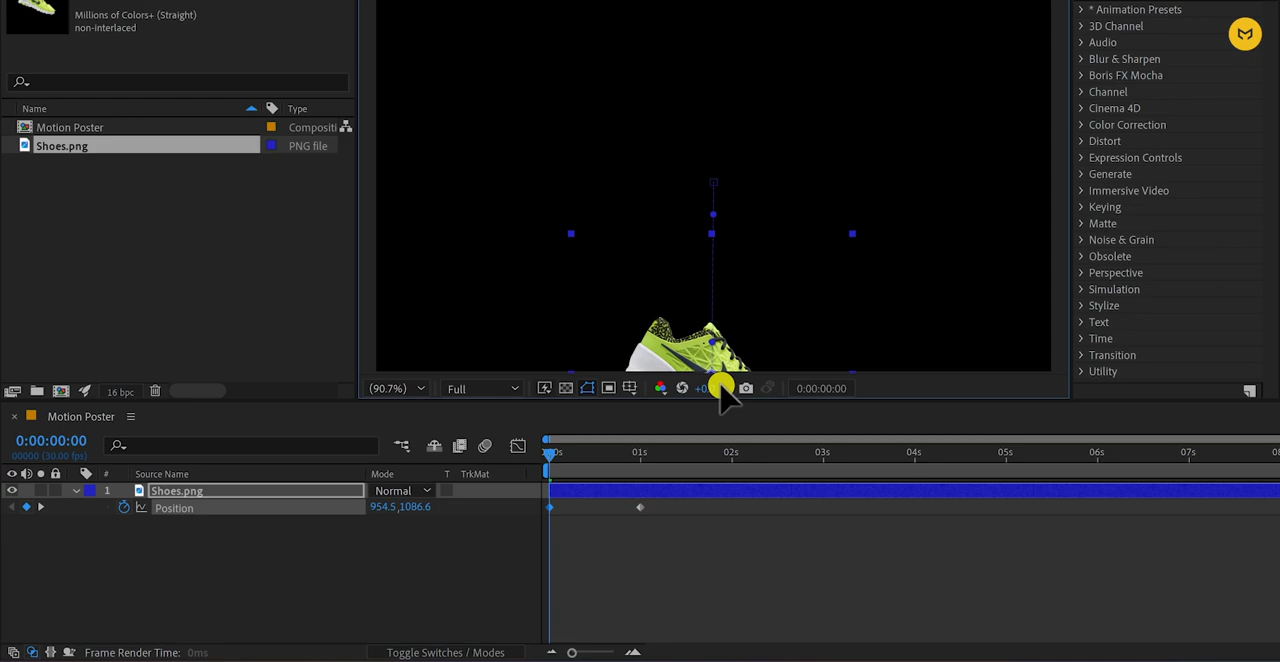 Millions of Colors+ (Straight)
non-interlaced
Name Type
Motion Poster Compositi
Shoes.png PNG file
16 bpc
(90.7%) Full 0:00:00:00
* Animation Presets
3D Channel
Audio
Blur & Sharpen
Boris FX Mocha
Channel
Cinema 4D
Color Correction
Distort
Expression Controls
Generate
Immersive Video
Keying
Matte
Noise & Grain
Obsolete
Perspective
Simulation
Stylize
Text
Time
Transition
Utility
× Motion Poster
0:00:00:00
00000 (30.00 fps)
# Source Name Mode T TrkMat
1 Shoes.png Normal
Position 954.5,1086.6
01s 02s 03s 04s 05s 06s 07s
Frame Render Time: 0ms Toggle Switches / Modes